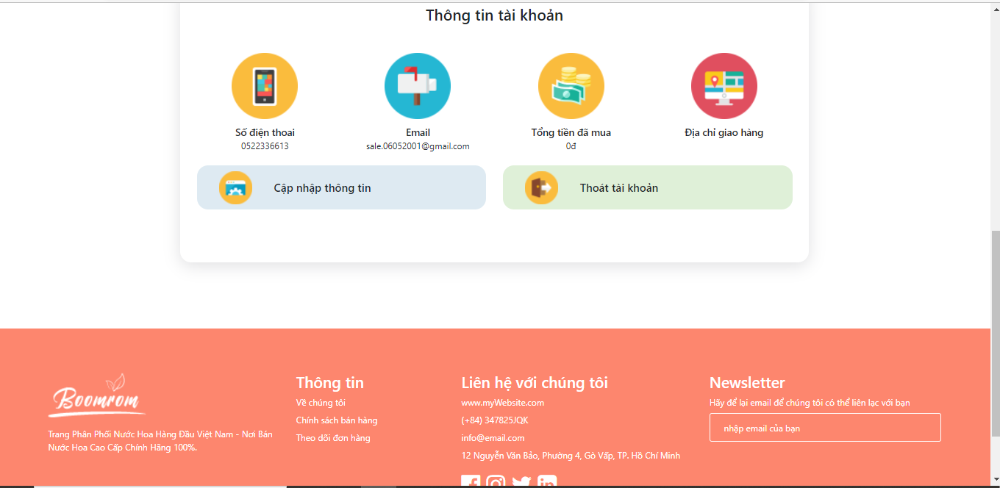 Thông tin tài khoản
Số điện thoai
0522336613
Email
sale.06052001@gmail.com
Tổng tiền đã mua
0đ
Địa chỉ giao hàng
Cập nhập thông tin
Thoát tài khoản
Boomrom
Trang Phân Phối Nước Hoa Hàng Đầu Việt Nam - Nơi Bán
Nước Hoa Cao Cấp Chính Hãng 100%.
Thông tin
Về chúng tôi
Chính sách bán hàng
Theo dõi đơn hàng
Liên hệ với chúng tôi
www.myWebsite.com
(+84) 347825JQK
info@email.com
12 Nguyễn Văn Bảo, Phường 4, Gò Vấp, TP. Hồ Chí Minh
Newsletter
Hãy để lại email để chúng tôi có thể liên lạc với bạn
nhập email của bạn